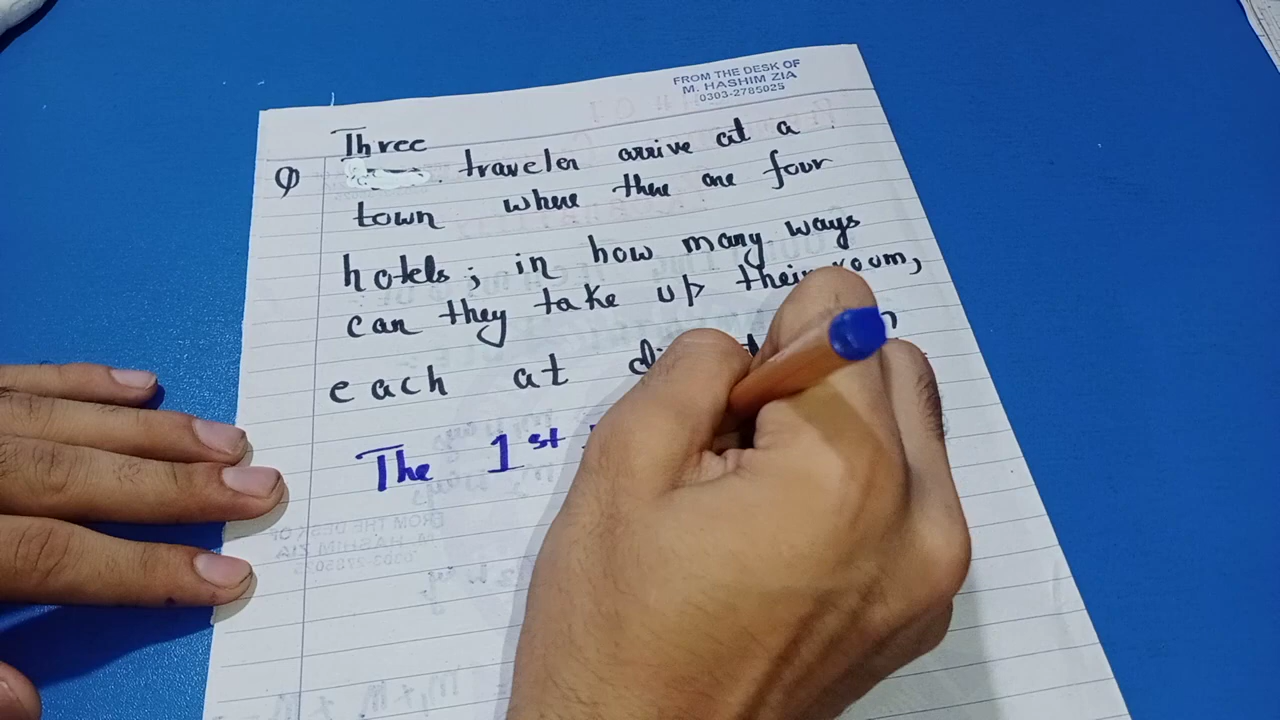 FROM THE DESK OF
M. HASHIM ZIA
0303-2785025
Three
Q traveler arrive at a
town where there are four
hotels; in how many ways
can they take up their room,
each at
The 1st